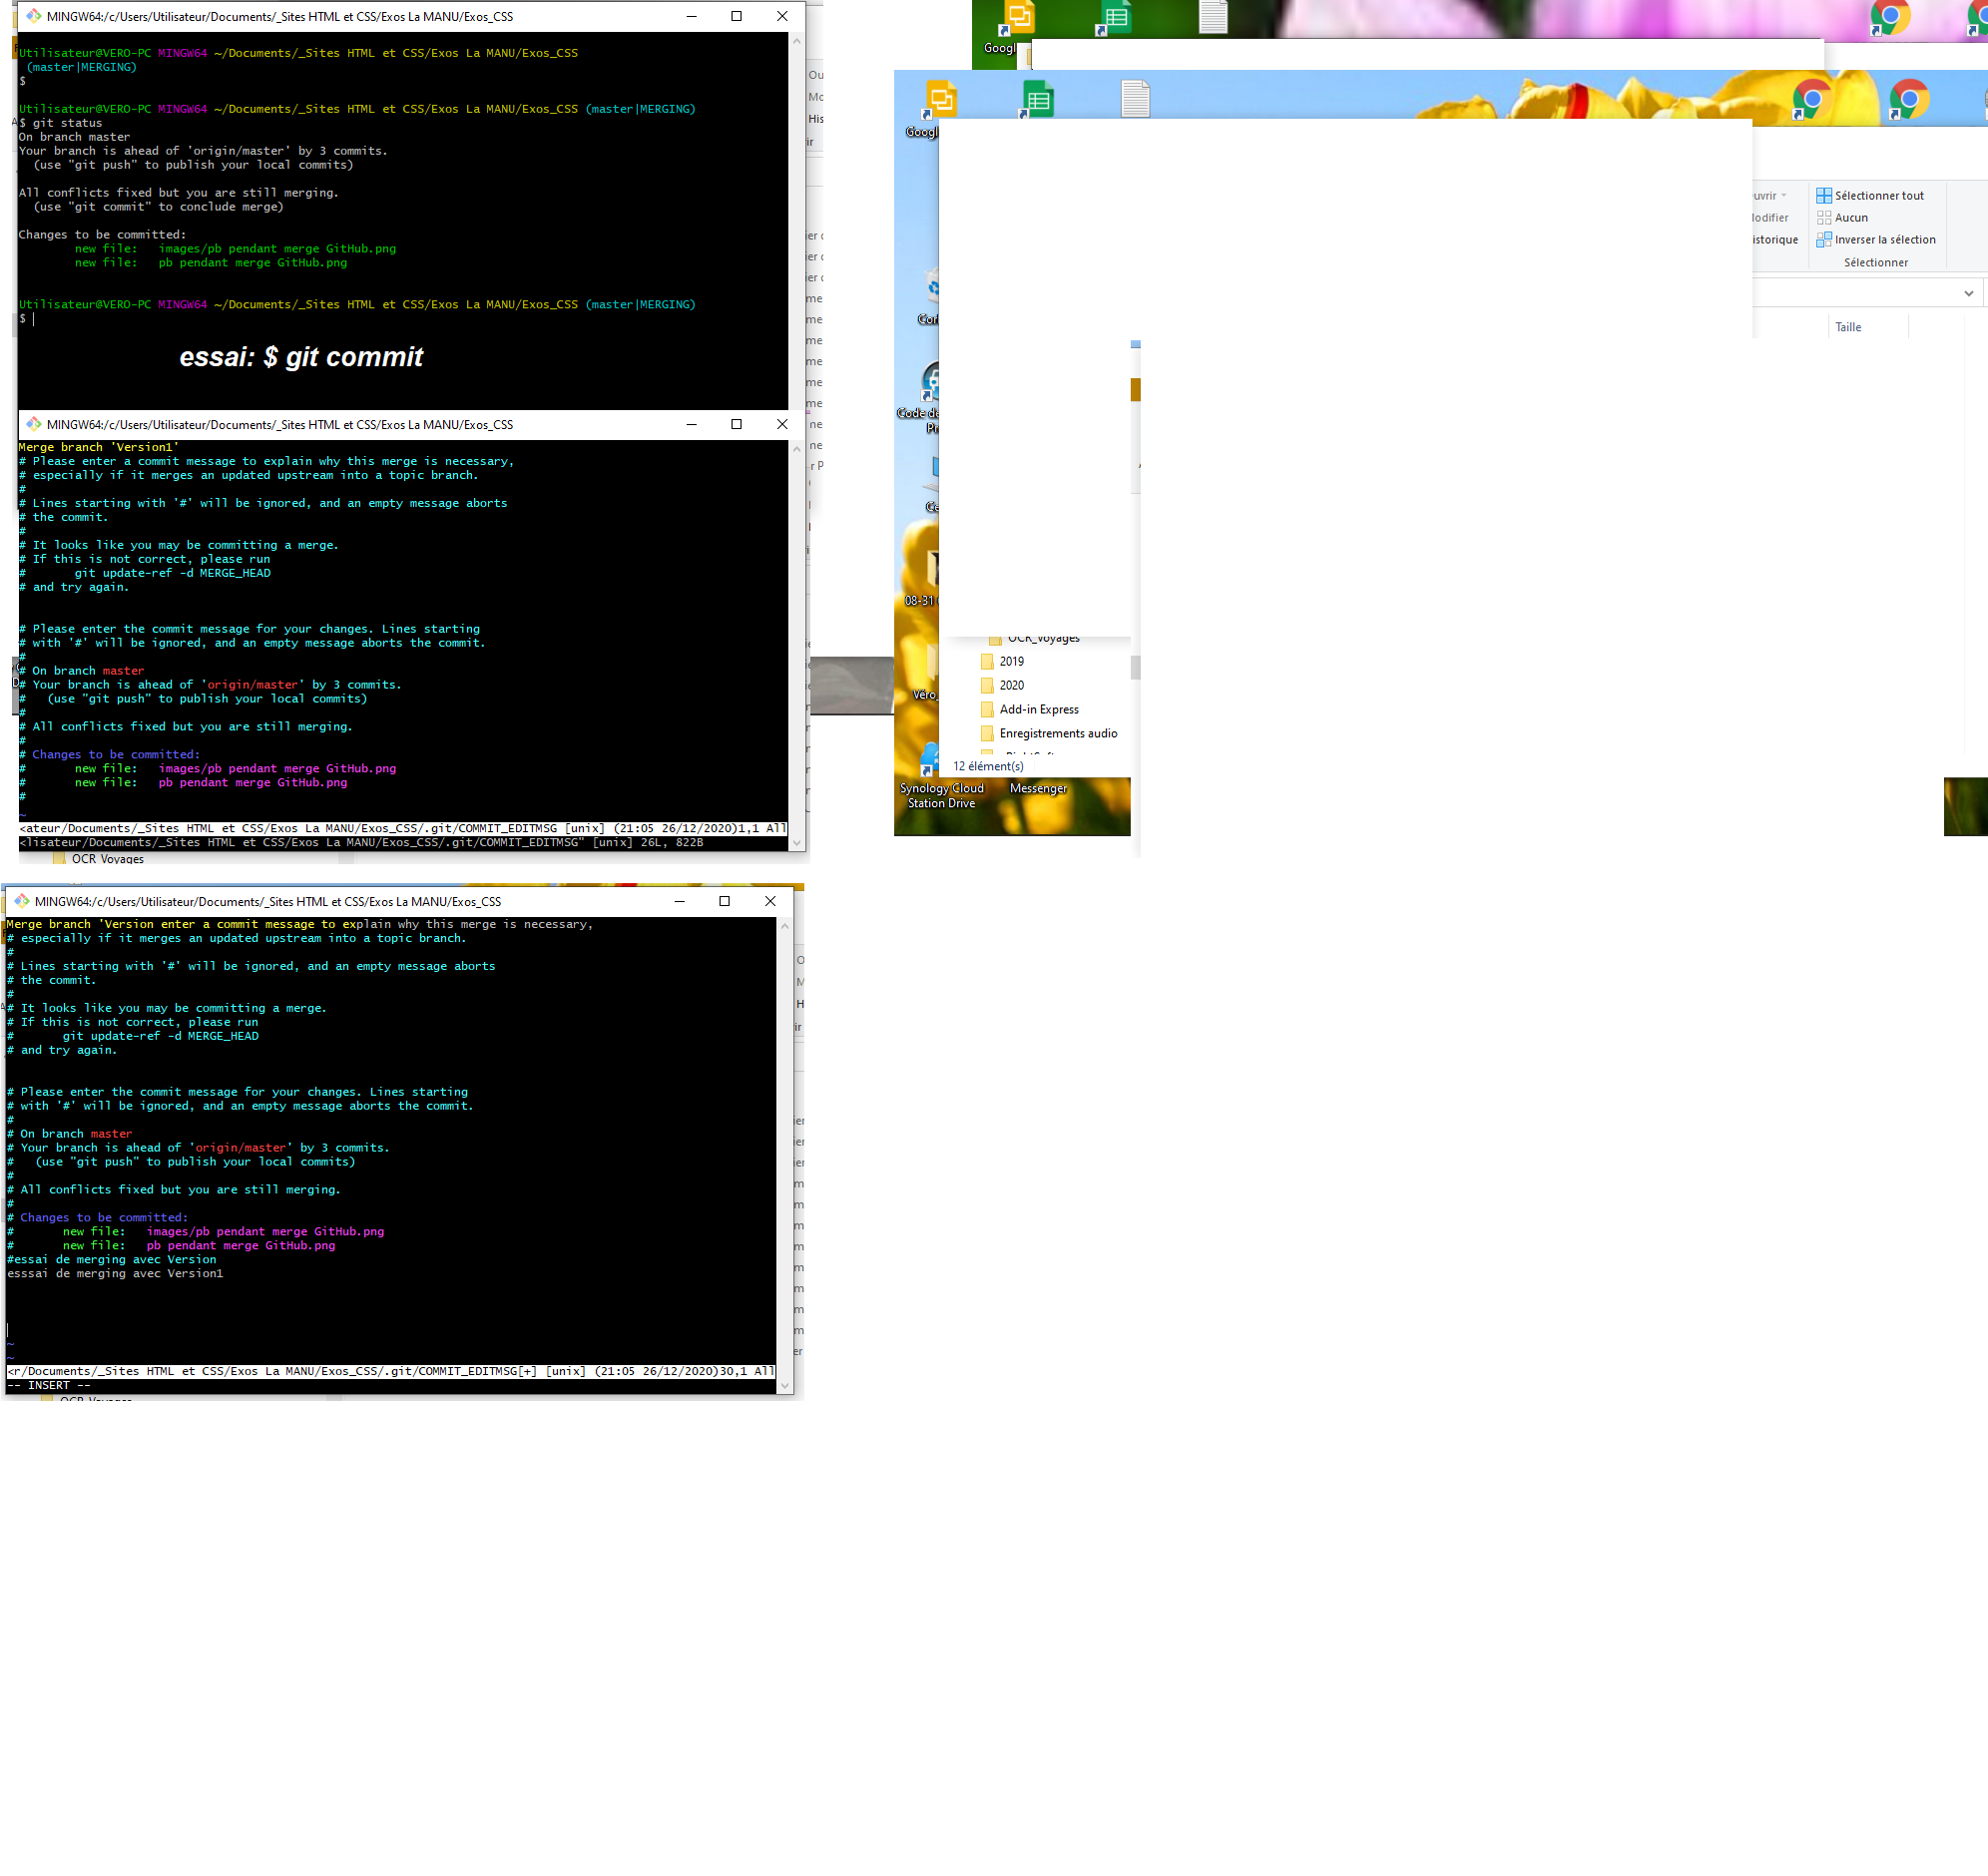 MINGW64:/c/Users/Utilisateur/Documents/_Sites HTML et CSS/Exos La MANU/Exos_CSS
Utilisateur@VERO-PC MINGW64 ~/Documents/_Sites HTML et CSS/Exos La MANU/Exos_CSS
(master|MERGING)
$
Utilisateur@VERO-PC MINGW64 ~/Documents/_Sites HTML et CSS/Exos La MANU/Exos_CSS (master|MERGING)
$ git status
On branch master
Your branch is ahead of 'origin/master' by 3 commits.
(use "git push" to publish your local commits)
All conflicts fixed but you are still merging.
(use "git commit" to conclude merge)
Changes to be committed:
new file:   images/pb pendant merge GitHub.png
new file:   pb pendant merge GitHub.png
Utilisateur@VERO-PC MINGW64 ~/Documents/_Sites HTML et CSS/Exos La MANU/Exos_CSS (master|MERGING)
$
essai: $ git commit
MINGW64:/c/Users/Utilisateur/Documents/_Sites HTML et CSS/Exos La MANU/Exos_CSS
Merge branch 'Version1'
# Please enter a commit message to explain why this merge is necessary,
# especially if it merges an updated upstream into a topic branch.
#
# Lines starting with '#' will be ignored, and an empty message aborts
# the commit.
#
# It looks like you may be committing a merge.
# If this is not correct, please run
#       git update-ref -d MERGE_HEAD
# and try again.
# Please enter the commit message for your changes. Lines starting
# with '#' will be ignored, and an empty message aborts the commit.
#
# On branch master
# Your branch is ahead of 'origin/master' by 3 commits.
#   (use "git push" to publish your local commits)
#
# All conflicts fixed but you are still merging.
#
# Changes to be committed:
#       new file:   images/pb pendant merge GitHub.png
#       new file:   pb pendant merge GitHub.png
#
~
<ateur/Documents/_Sites HTML et CSS/Exos La MANU/Exos_CSS/.git/COMMIT_EDITMSG [unix] (21:05 26/12/2020)1,1 All
<lisateur/Documents/_Sites HTML et CSS/Exos La MANU/Exos_CSS/.git/COMMIT_EDITMSG" [unix] 26L, 822B
OCR_Voyages
MINGW64:/c/Users/Utilisateur/Documents/_Sites HTML et CSS/Exos La MANU/Exos_CSS
Merge branch 'Version enter a commit message to explain why this merge is necessary,
# especially if it merges an updated upstream into a topic branch.
#
# Lines starting with '#' will be ignored, and an empty message aborts
# the commit.
#
# It looks like you may be committing a merge.
# If this is not correct, please run
#       git update-ref -d MERGE_HEAD
# and try again.
# Please enter the commit message for your changes. Lines starting
# with '#' will be ignored, and an empty message aborts the commit.
#
# On branch master
# Your branch is ahead of 'origin/master' by 3 commits.
#   (use "git push" to publish your local commits)
#
# All conflicts fixed but you are still merging.
#
# Changes to be committed:
#       new file:   images/pb pendant merge GitHub.png
#       new file:   pb pendant merge GitHub.png
#essai de merging avec Version
esssai de merging avec Version1
~
~
<r/Documents/_Sites HTML et CSS/Exos La MANU/Exos_CSS/.git/COMMIT_EDITMSG[+] [unix] (21:05 26/12/2020)30,1 All
-- INSERT --
Googl
Googl
Sélectionner tout
Aucun
Inverser la sélection
Sélectionner
Taille
Code de
08-31
Véro_
OCR_Voyages
2019
2020
Add-in Express
Enregistrements audio
12 élément(s)
Synology Cloud
Station Drive
Messenger